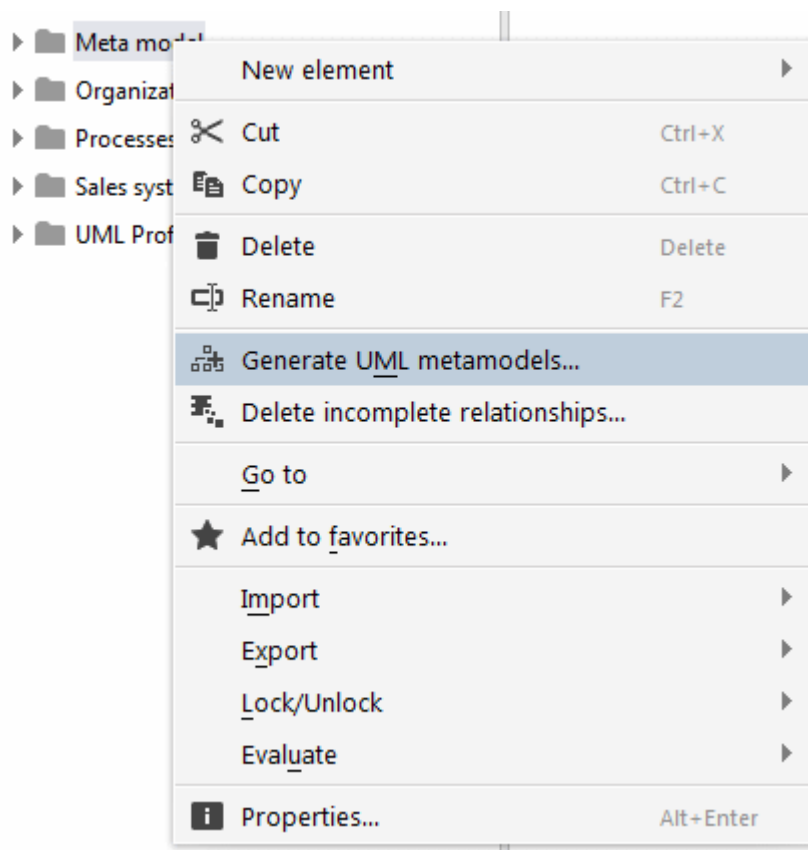 Meta model
New element
Organizat
Cut Ctrl+X
Processes
Copy Ctrl+C
Sales syst
UML Prof
Delete Delete
Rename F2
Generate UML metamodels...
Delete incomplete relationships...
Go to
Add to favorites...
Import
Export
Lock/Unlock
Evaluate
Properties... Alt+Enter